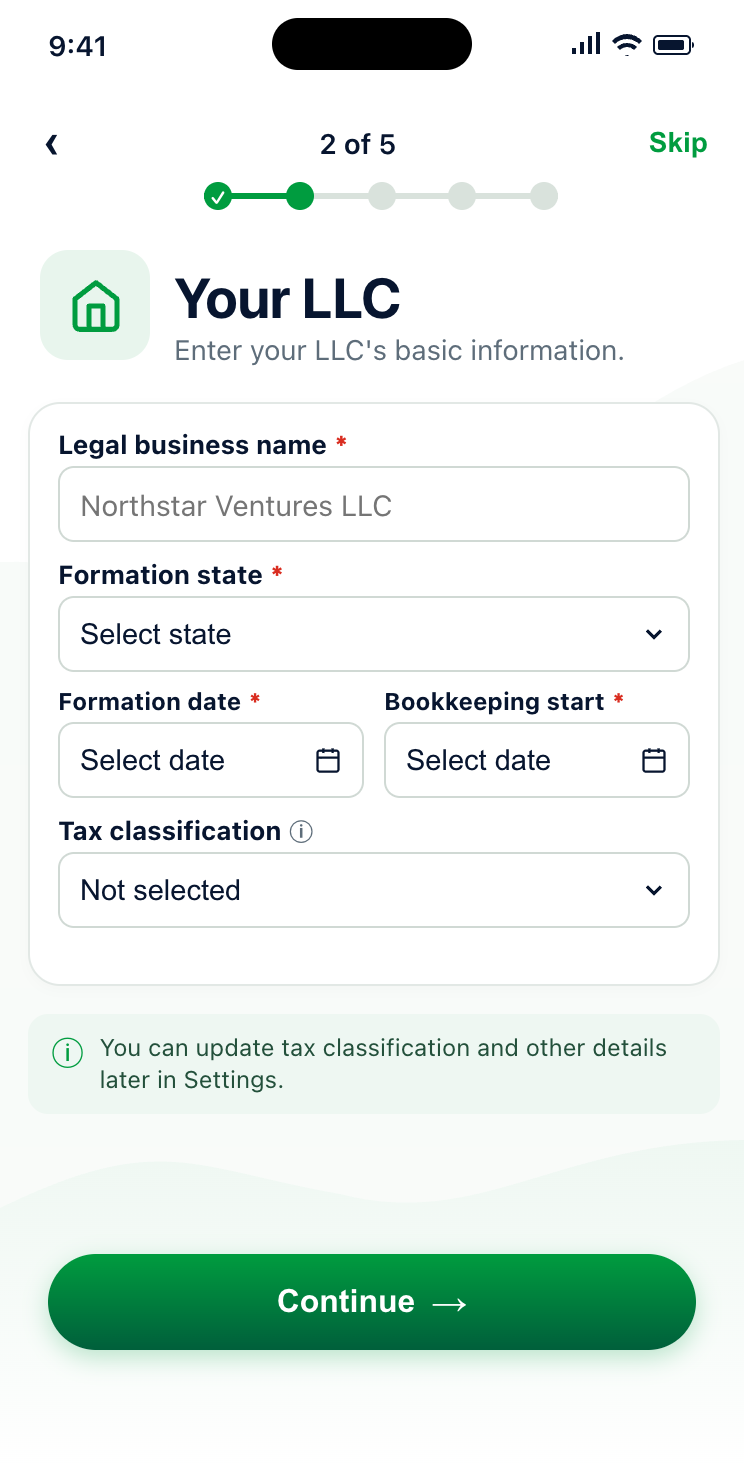 9:41
2 of 5
Skip
Your LLC
Enter your LLC's basic information.
Legal business name *
Northstar Ventures LLC
Formation state *
Select state
Formation date *
Bookkeeping start *
Select date
Select date
Tax classification
Not selected
You can update tax classification and other details
later in Settings.
Continue →